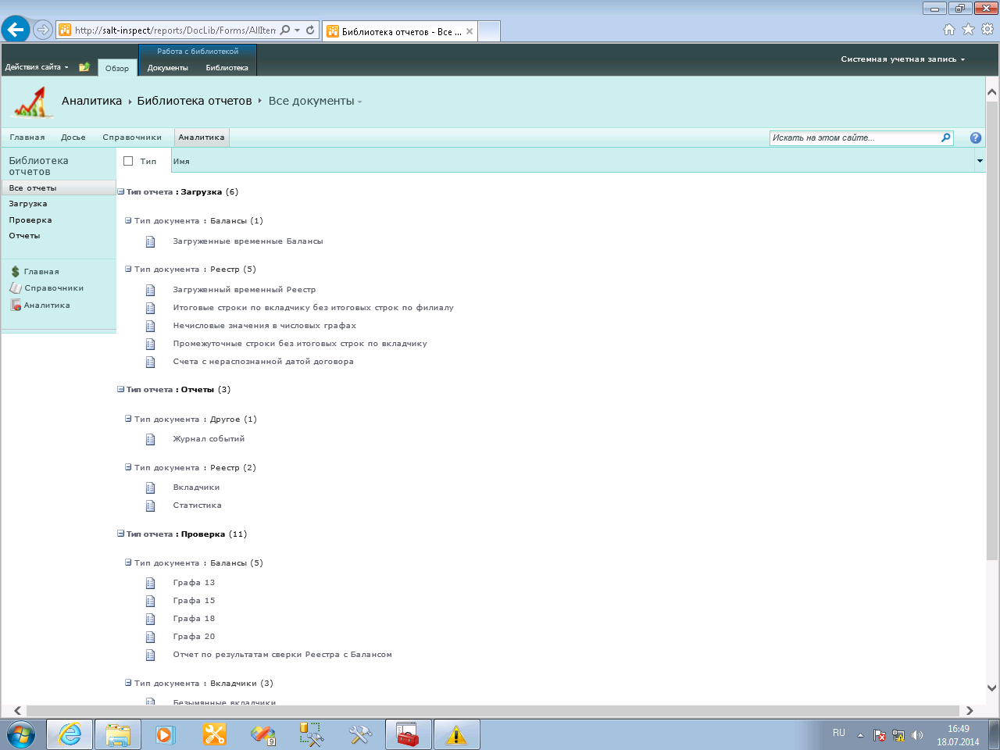 http://salt-inspect/reports/DocLib/Forms/AllIten
Библиотека отчетов - Все ...
Действия сайта
Обзор
Работа с библиотекой
Документы
Библиотека
Системная учетная запись
Аналитика
Библиотека отчетов
Все документы
Главная
Досье
Справочники
Аналитика
Искать на этом сайте...
Библиотека
отчетов
Все отчеты
Загрузка
Проверка
Отчеты
Главная
Справочники
Аналитика
Тип
Имя
Тип отчета : Загрузка (6)
Тип документа : Балансы (1)
Загруженные временные Балансы
Тип документа : Реестр (5)
Загруженный временный Реестр
Итоговые строки по вкладчику без итоговых строк по филиалу
Нечисловые значения в числовых графах
Промежуточные строки без итоговых строк по вкладчику
Счета с нераспознанной датой договора
Тип отчета : Отчеты (3)
Тип документа : Другое (1)
Журнал событий
Тип документа : Реестр (2)
Вкладчики
Статистика
Тип отчета : Проверка (11)
Тип документа : Балансы (5)
Графа 13
Графа 15
Графа 18
Графа 20
Отчет по результатам сверки Реестра с Балансом
Тип документа : Вкладчики (3)
Безымянные вкладчики
9
RU
16:49
18.07.2014